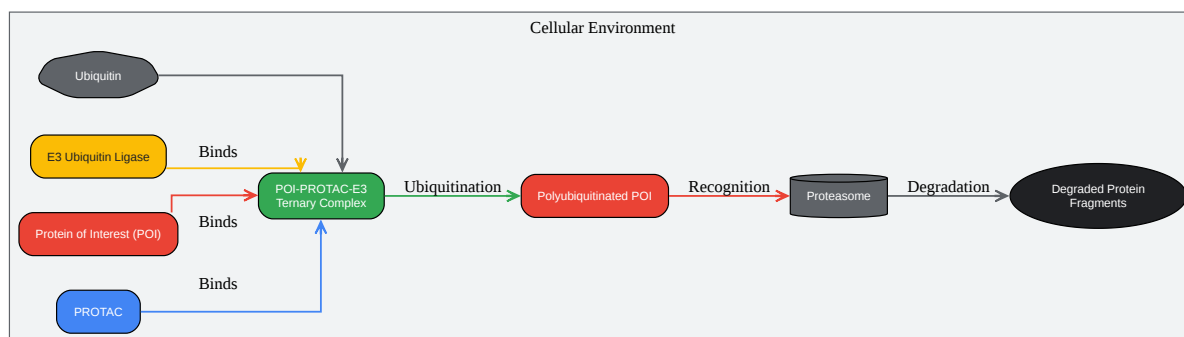 Cellular Environment
Ubiquitin
E3 Ubiquitin Ligase
Binds
POI-PROTAC-E3
Ternary Complex
Ubiquitination
Polyubiquitinated POI
Recognition
Proteasome
Degradation
Degraded Protein
Fragments
Protein of Interest (POI)
Binds
PROTAC
Binds